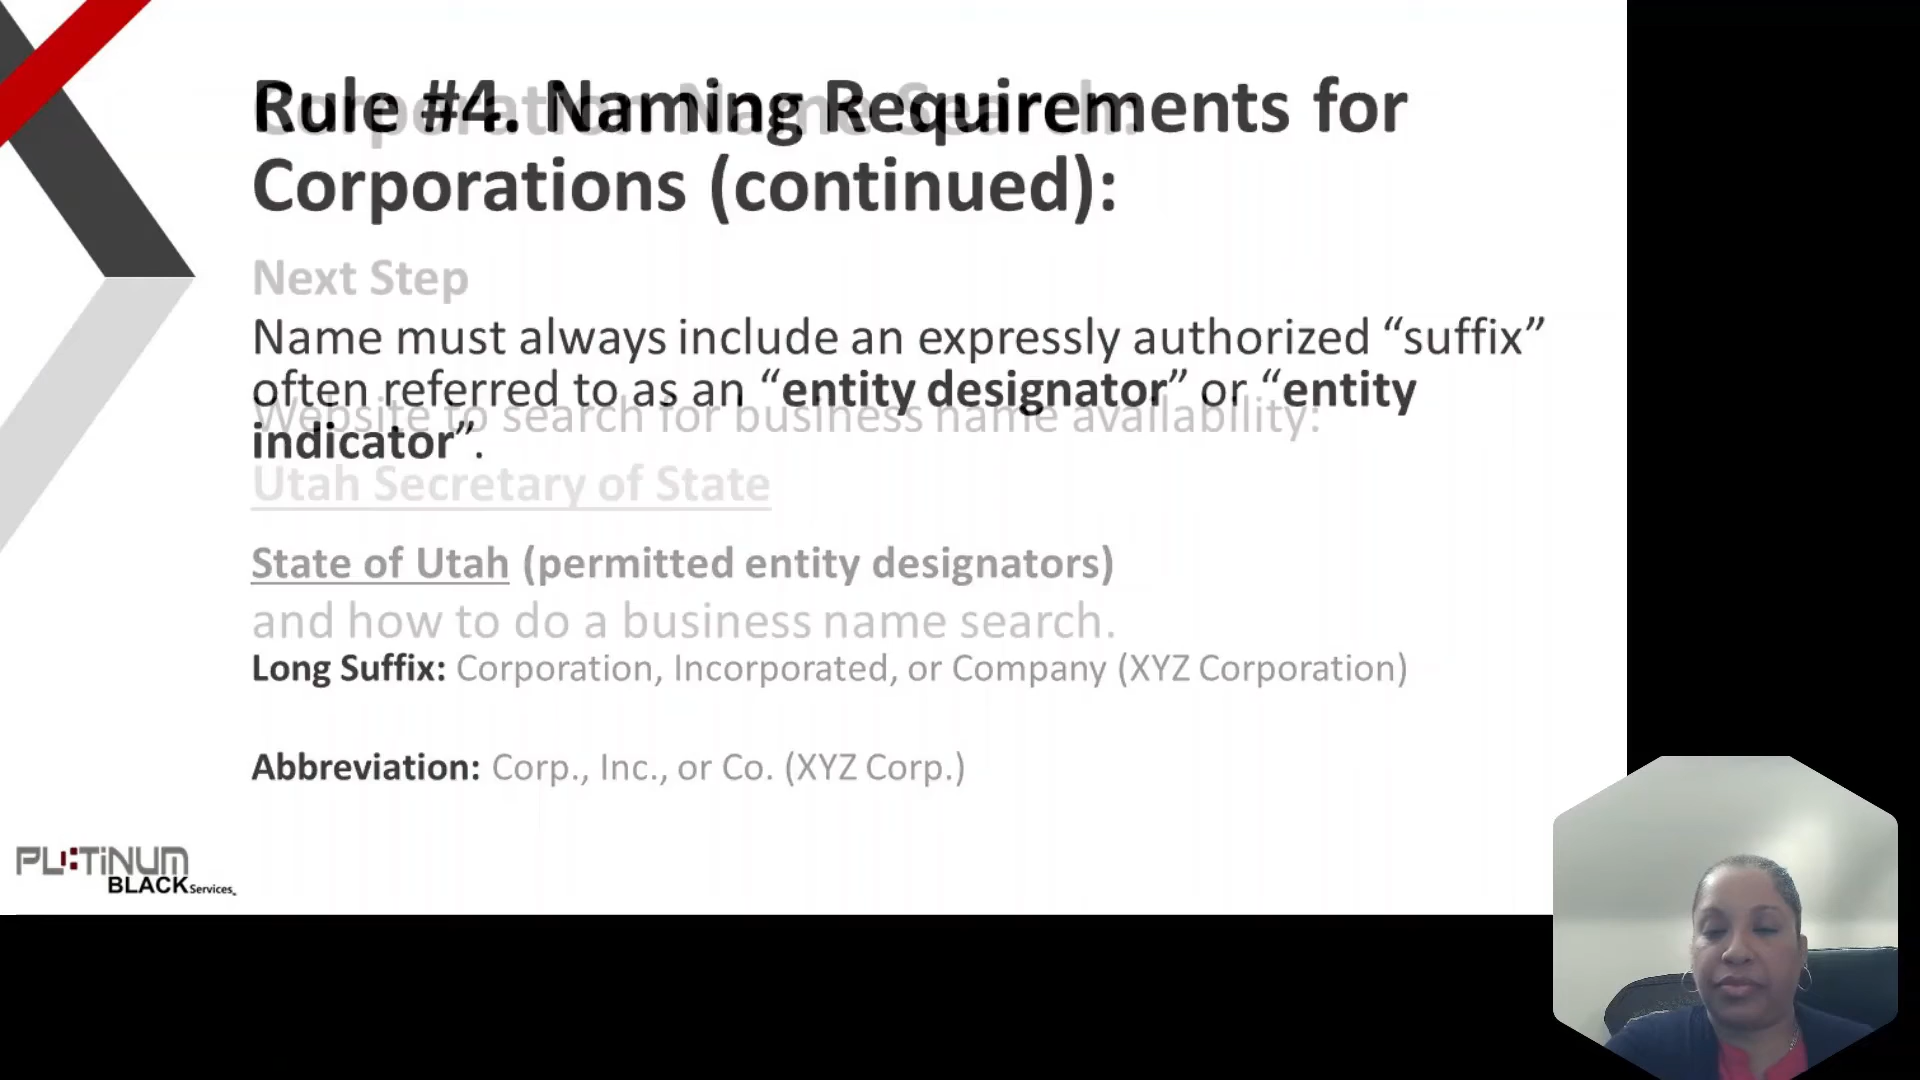 Rule #4. Naming Requirements for
Corporations (continued):
Corporation Name Search:
Next Step
Name must always include an expressly authorized “suffix”
often referred to as an “entity designator” or “entity
indicator”.
Website to search for business name availability:
Utah Secretary of State
State of Utah (permitted entity designators)
and how to do a business name search.
Long Suffix: Corporation, Incorporated, or Company (XYZ Corporation)
Abbreviation: Corp., Inc., or Co. (XYZ Corp.)
PLATINUM
BLACK Services